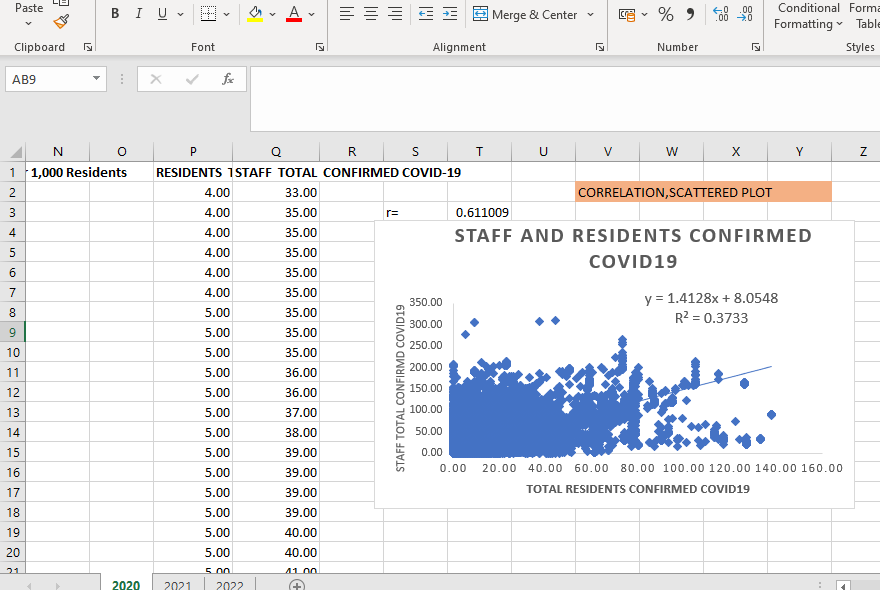 Paste
B I U A
Merge & Center
% 9 .00 .00
Conditional
Formatting
Clipboard Font Alignment Number Styles
AB9 fx
N O P Q R S T U V W X Y Z
1 1,000 Residents RESIDENTS STAFF TOTAL CONFIRMED COVID-19
2 4.00 33.00 CORRELATION,SCATTERED PLOT
3 4.00 35.00 r= 0.611009
4 4.00 35.00
5 4.00 35.00
6 4.00 35.00
7 4.00 35.00
8 5.00 35.00
9 5.00 35.00
10 5.00 35.00
11 5.00 36.00
12 5.00 36.00
13 5.00 37.00
14 5.00 38.00
15 5.00 39.00
16 5.00 39.00
17 5.00 39.00
18 5.00 39.00
19 5.00 40.00
20 5.00 40.00
21 5.00 41.00
STAFF AND RESIDENTS CONFIRMED
COVID19
y = 1.4128x + 8.0548
R² = 0.3733
STAFF TOTAL CONFIRMD COVID19
350.00
300.00
250.00
200.00
150.00
100.00
50.00
0.00
0.00 20.00 40.00 60.00 80.00 100.00 120.00 140.00 160.00
TOTAL RESIDENTS CONFIRMED COVID19
2020 2021 2022